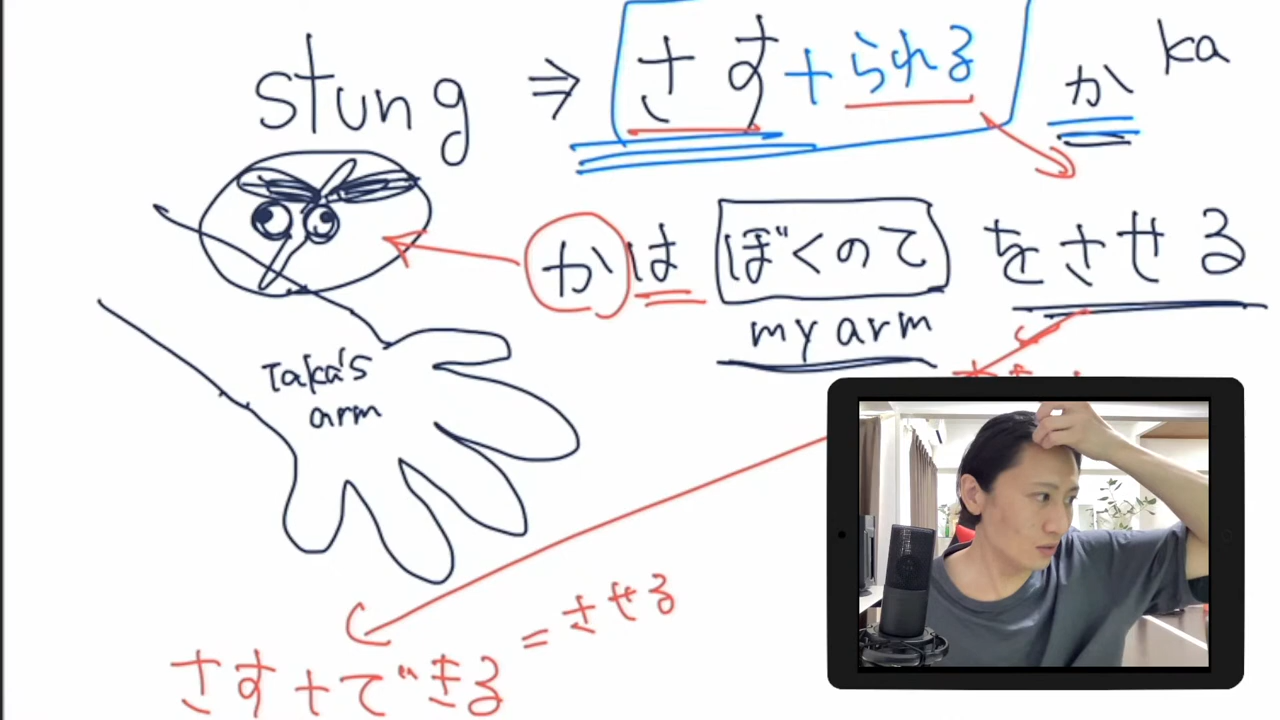 stung ⇒ さす+られる
か ka
かは ぼくのて をさせる
my arm
Taka's
arm
さす+できる = させる